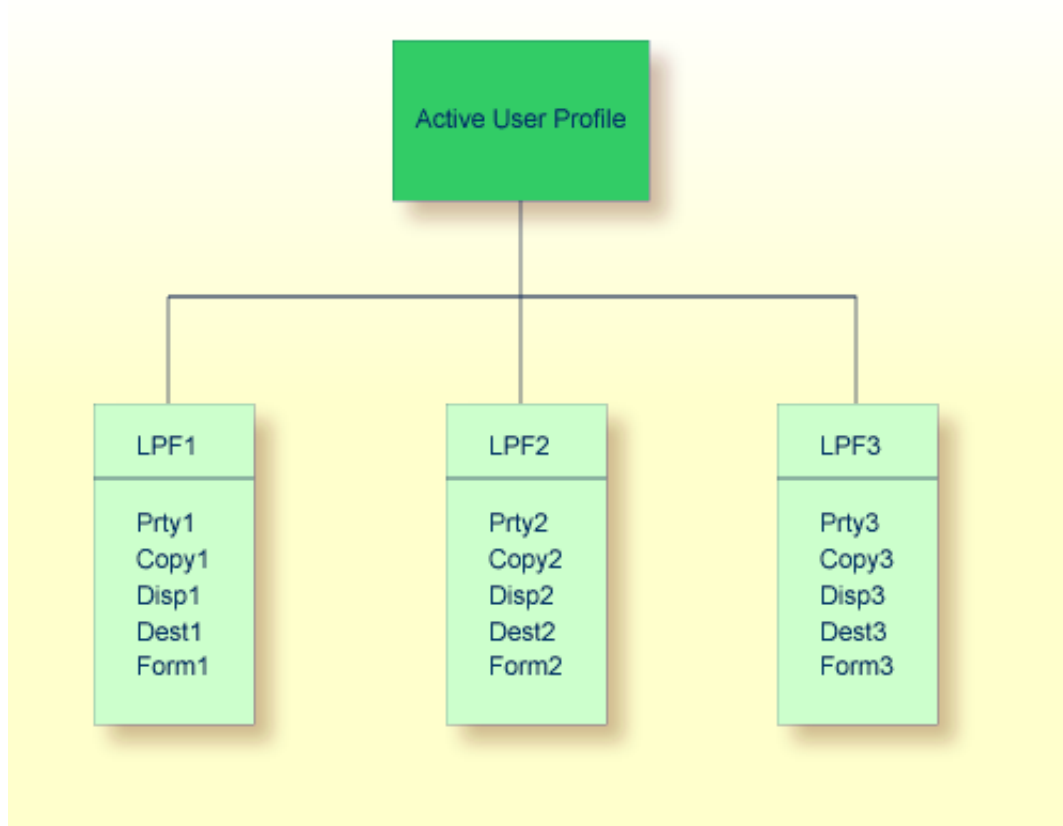 Active User Profile
LPF1
Prty1
Copy1
Disp1
Dest1
Form1
LPF2
Prty2
Copy2
Disp2
Dest2
Form2
LPF3
Prty3
Copy3
Disp3
Dest3
Form3